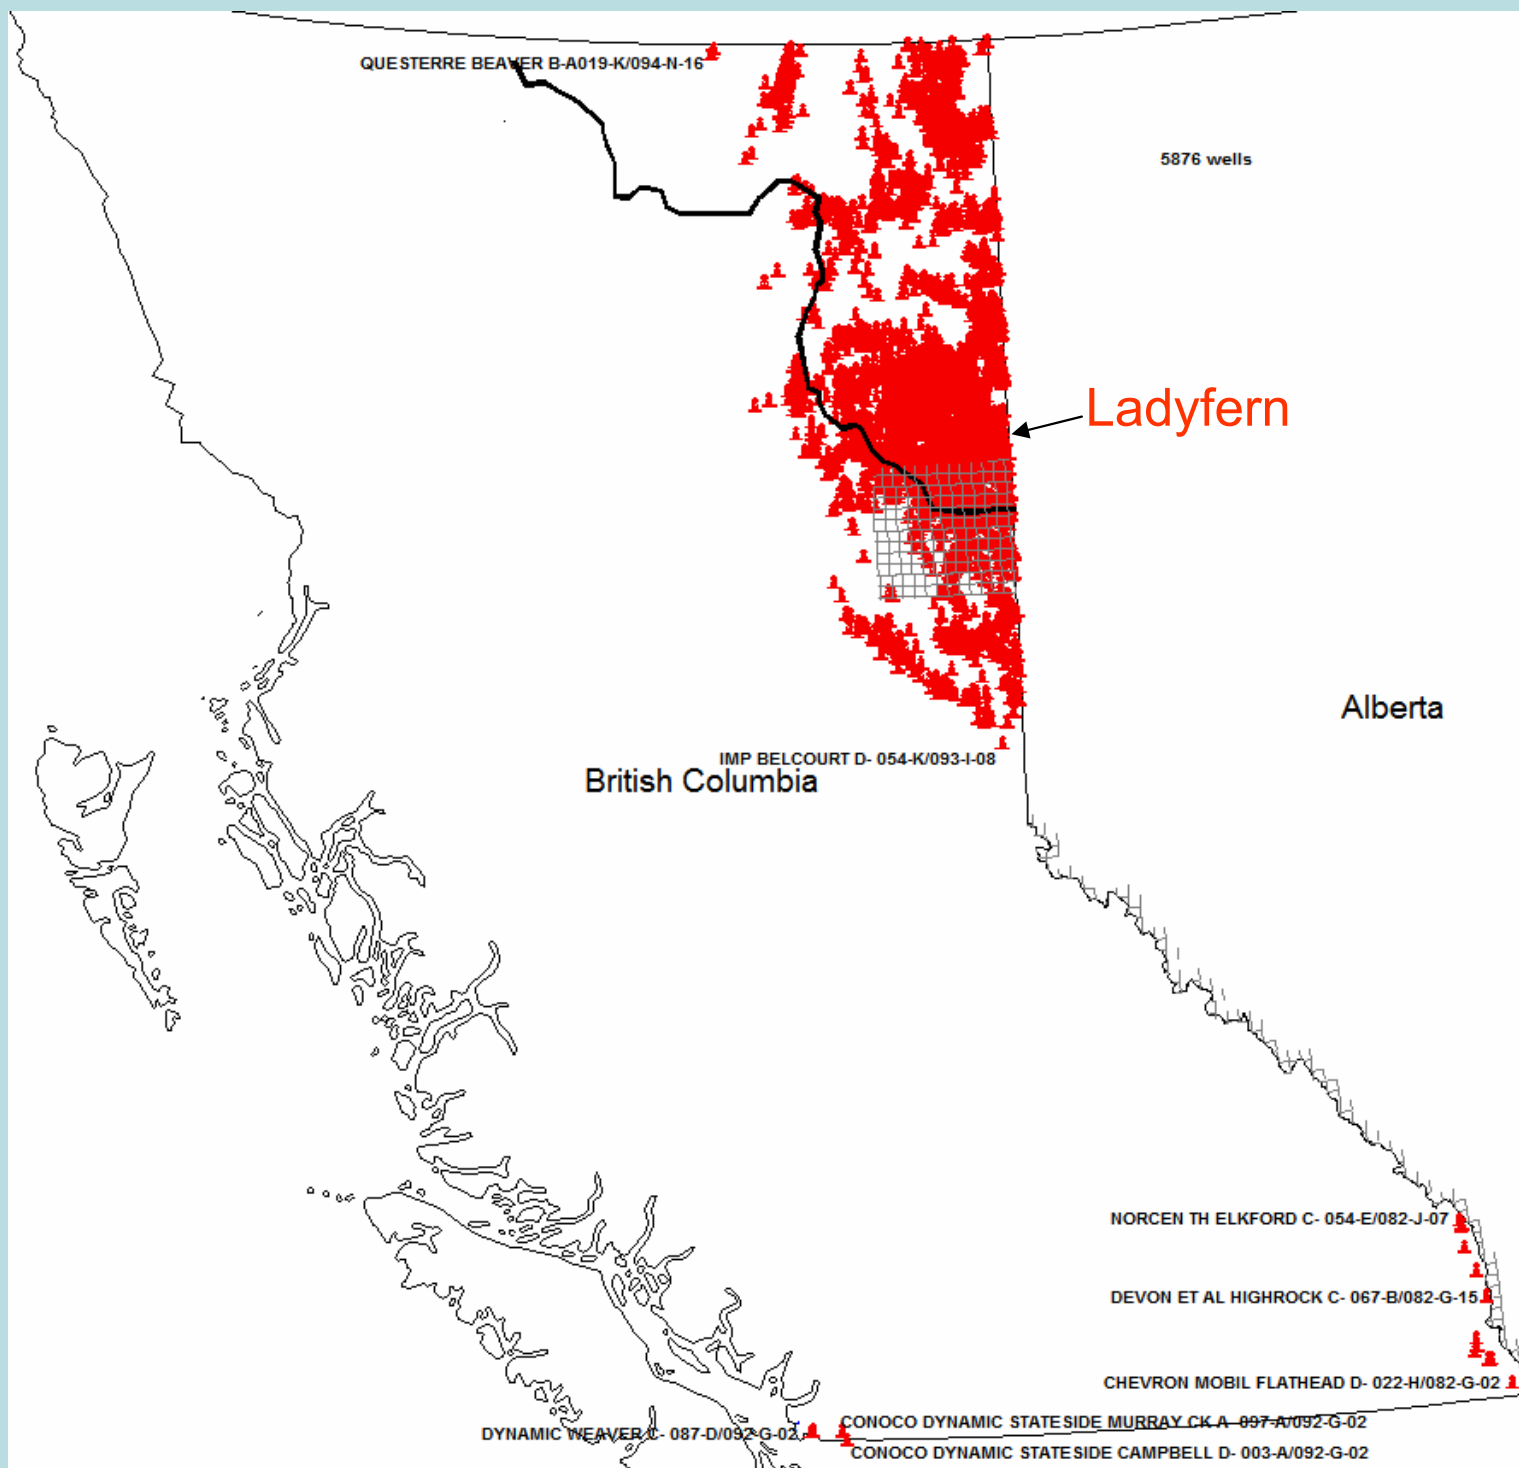 QUESTERRE BEAVER B-A019-K/094-N-16
5876 wells
Ladyfern
Alberta
IMP BELCOURT D- 054-K/093-I-08
British Columbia
NORCEN TH ELKFORD C- 054-E/082-J-07
DEVON ET AL HIGHROCK C- 067-B/082-G-15
CHEVRON MOBIL FLATHEAD D- 022-H/082-G-02
CONOCO DYNAMIC STATESIDE MURRAY CK A- 097-A/092-G-02
DYNAMIC WEAVER C- 087-D/092-G-02
CONOCO DYNAMIC STATESIDE CAMPBELL D- 003-A/092-G-02